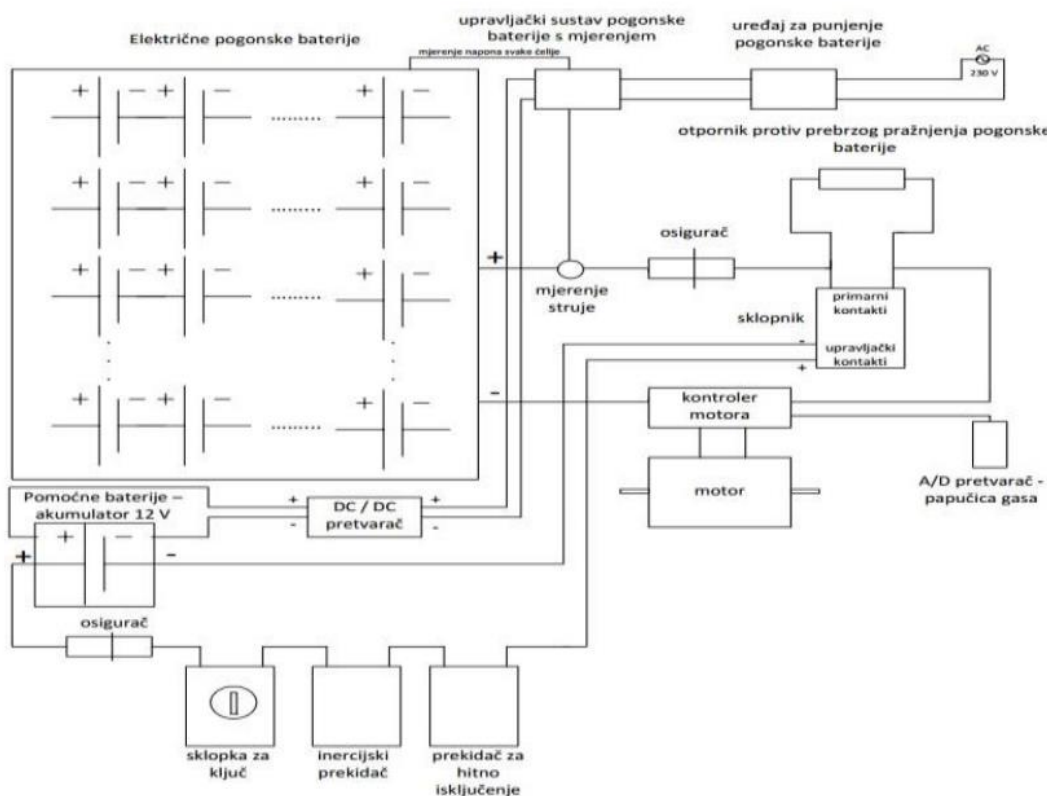 Električne pogonske baterije
upravljački sustav pogonske
baterije s mjerenjem
uređaj za punjenje
pogonske baterije
mjerenje napona svake ćelije
AC
230 V
+ - + - ........ + -
+ - + - ........ + -
+ - + - ........ + -
+ - + - ........ + -
otpornik protiv prebrzog pražnjenja pogonske
baterije
+
osigurač
mjerenje
struje
sklopnik
primarni
kontakti
-
upravljački
kontakti
+
-
kontroler
motora
motor
A/D pretvarač -
papučica gasa
Pomoćne baterije –
akumulator 12 V
+ DC / DC +
- pretvarač -
+ + - -
osigurač
sklopka za
ključ
inercijski
prekidač
prekidač za
hitno
isključenje